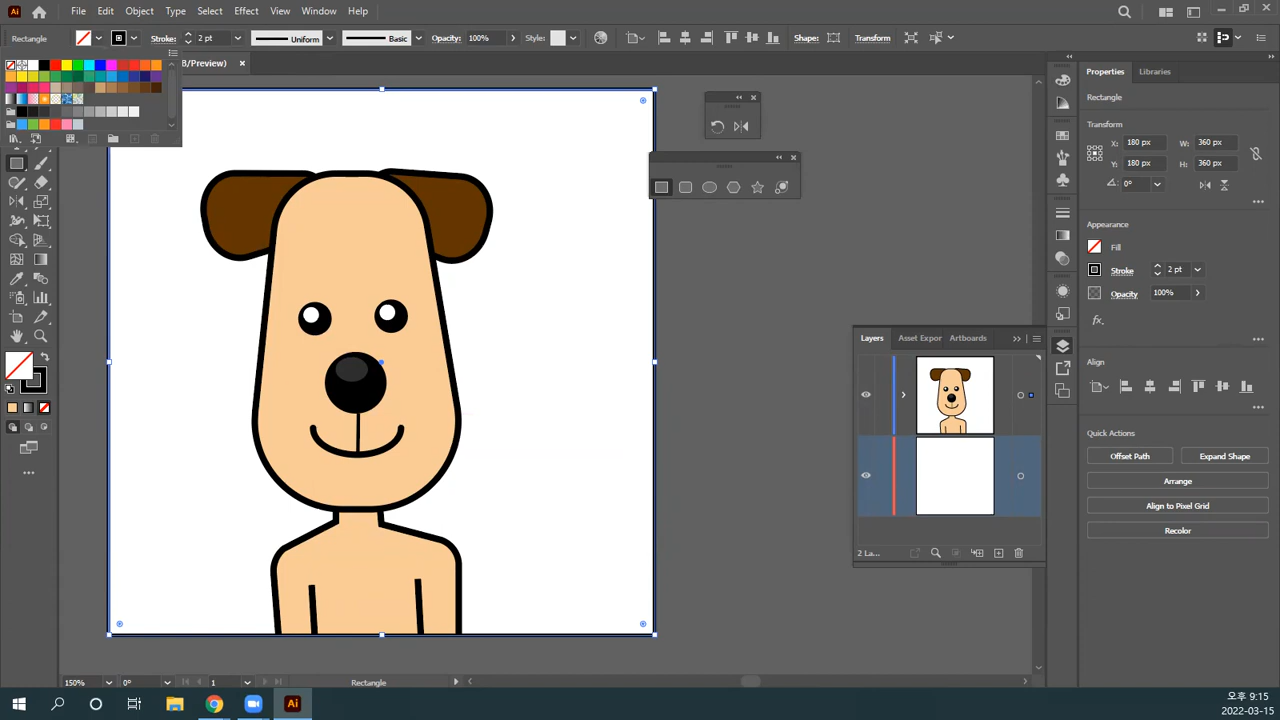 Ai File Edit Object Type Select Effect View Window Help
Rectangle Stroke: 2 pt Uniform Basic Opacity: 100% Style: Shape: Transform
B/Preview)
Properties Libraries
Rectangle
Transform
X: 180 px W: 360 px
Y: 180 px H: 360 px
0°
Appearance
Fill
Stroke 2 pt
Opacity 100%
fx.
Align
Quick Actions
Offset Path Expand Shape
Arrange
Align to Pixel Grid
Recolor
Layers Asset Expor Artboards
2 La...
150% 0° 1 Rectangle
Ai
오후 9:15
2022-03-15